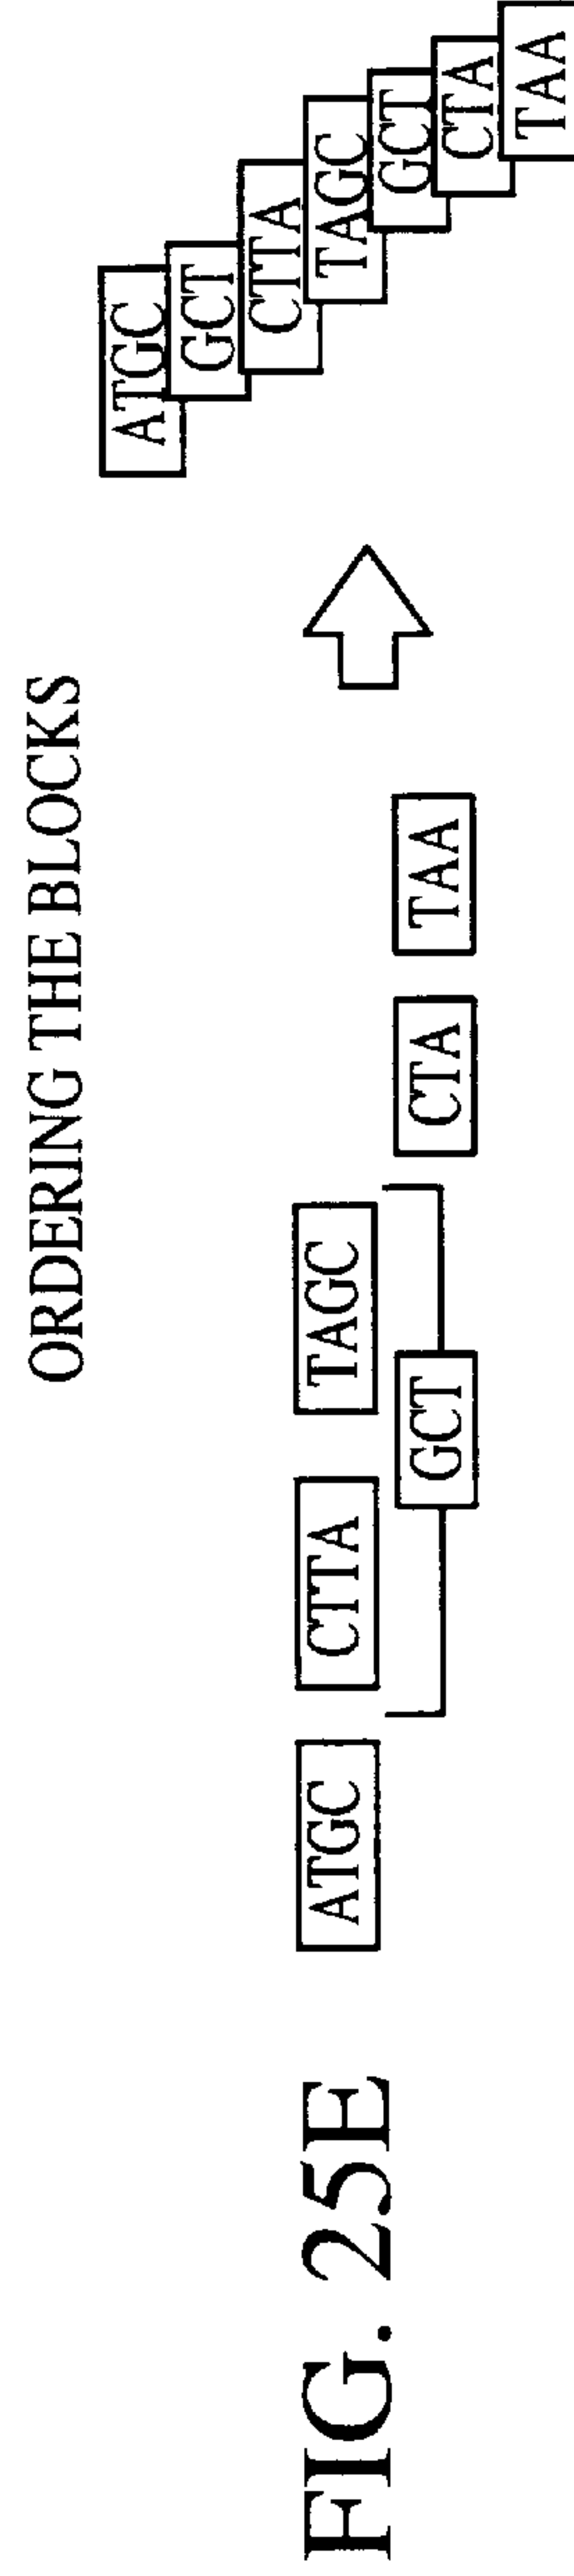 ORDERING THE BLOCKS
FIG. 25E
ATGC
CTTA
TAGC
GCT
CTA
TAA
ATGC
GCT
CTTA
TAGC
GCT
CTA
TAA